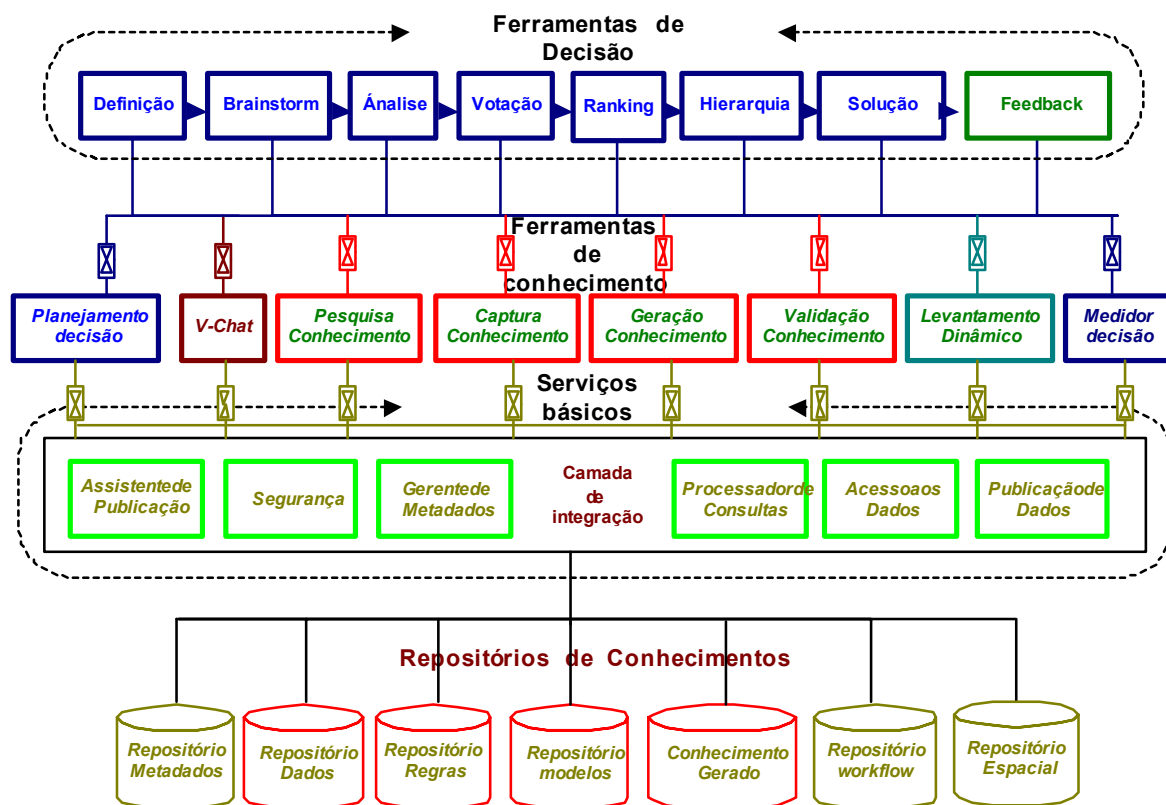 Ferramentas de
Decisão
Definição
Brainstorm
Ánalise
Votação
Ranking
Hierarquia
Solução
Feedback
Ferramentas
de
conhecimento
Planejamento
decisão
V-Chat
Pesquisa
Conhecimento
Captura
Conhecimento
Geração
Conhecimento
Validação
Conhecimento
Levantamento
Dinâmico
Medidor
decisão
Serviços
básicos
Assistentede
Publicação
Segurança
Gerentede
Metadados
Camada
de
integração
Processadorde
Consultas
Acessoaos
Dados
Publicaçãode
Dados
Repositórios de Conhecimentos
Repositório
Metadados
Repositório
Dados
Repositório
Regras
Repositório
modelos
Conhecimento
Gerado
Repositório
workflow
Repositório
Espacial